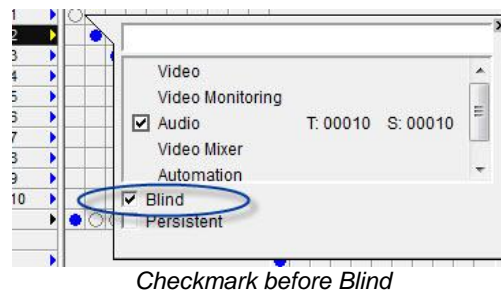 1
2
3
4
5
6
7
8
9
10
Video
Video Monitoring
Audio T: 00010 S: 00010
Video Mixer
Automation
Blind
Persistent
Checkmark before Blind